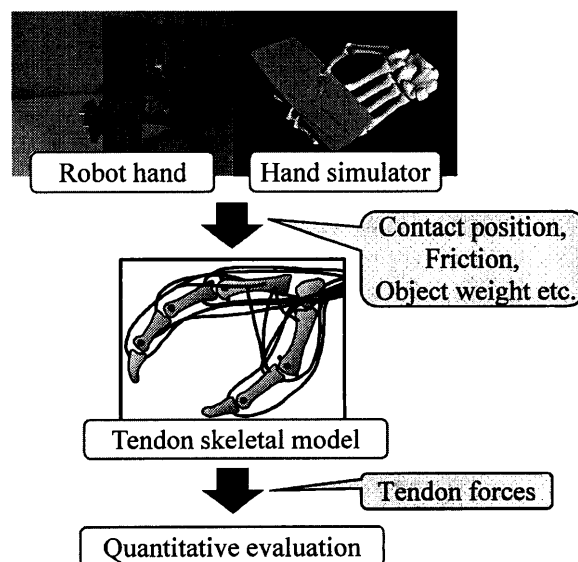 Robot hand
Hand simulator
Contact position,
Friction,
Object weight etc.
Tendon skeletal model
Tendon forces
Quantitative evaluation